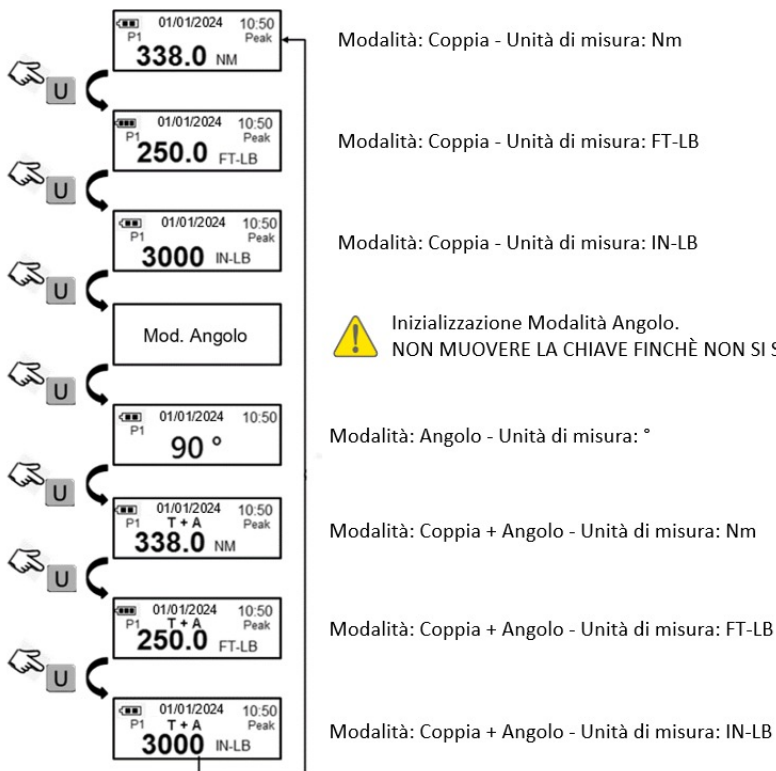 01/01/2024 10:50
P1 Peak
338.0 NM
Modalità: Coppia - Unità di misura: Nm
U
01/01/2024 10:50
P1 Peak
250.0 FT-LB
Modalità: Coppia - Unità di misura: FT-LB
U
01/01/2024 10:50
P1 Peak
3000 IN-LB
Modalità: Coppia - Unità di misura: IN-LB
U
Mod. Angolo
Inizializzazione Modalità Angolo.
NON MUOVERE LA CHIAVE FINCHÈ NON SI
U
01/01/2024 10:50
P1
90 °
Modalità: Angolo - Unità di misura: °
U
01/01/2024 10:50
P1 T + A Peak
338.0 NM
Modalità: Coppia + Angolo - Unità di misura: Nm
U
01/01/2024 10:50
P1 T + A Peak
250.0 FT-LB
Modalità: Coppia + Angolo - Unità di misura: FT-LB
U
01/01/2024 10:50
P1 T + A Peak
3000 IN-LB
Modalità: Coppia + Angolo - Unità di misura: IN-LB